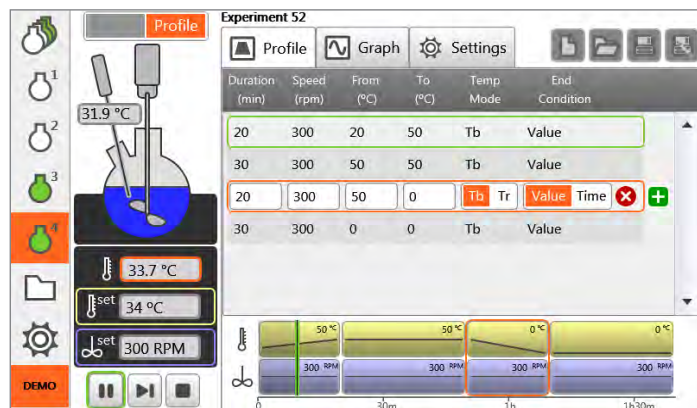 Experiment 52
Profile
Profile Graph Settings
1
2
3
4
DEMO
31.9 °C
33.7 °C
set 34 °C
set 300 RPM
Duration (min) Speed (rpm) From (°C) To (°C) Temp Mode End Condition
20 300 20 50 Tb Value
30 300 50 50 Tb Value
20 300 50 0 Tb Tr Value Time
30 300 0 0 Tb Value
50 °C 50 °C 0 °C 0 °C
300 RPM 300 RPM 300 RPM 300 RPM
0 30m 1h 1h30m